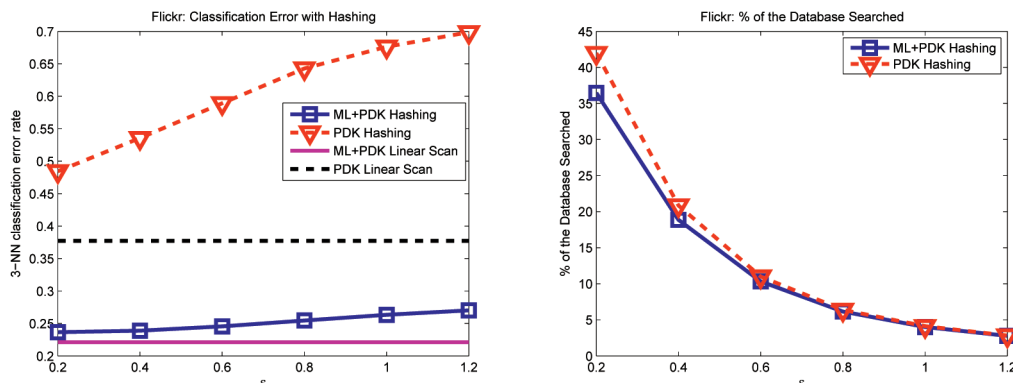 Flickr: Classification Error with Hashing
0.7
0.65
0.6
0.55
0.5
0.45
0.4
0.35
0.3
0.25
0.2
3−NN classification error rate
ML+PDK Hashing
PDK Hashing
ML+PDK Linear Scan
PDK Linear Scan
0.2 0.4 0.6 0.8 1 1.2
Flickr: % of the Database Searched
45
40
35
30
25
20
15
10
5
0
% of the Database Searched
ML+PDK Hashing
PDK Hashing
0.2 0.4 0.6 0.8 1 1.2